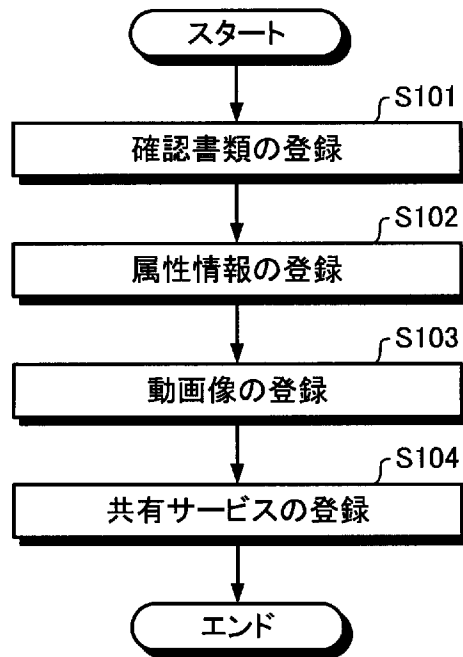 スタート
S101
確認書類の登録
S102
属性情報の登録
S103
動画像の登録
S104
共有サービスの登録
エンド